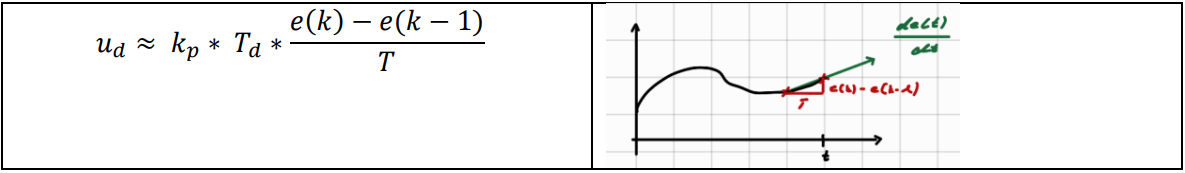 u_d ≈ k_p * T_d * (e(k) − e(k − 1)) / T
de(t)
dt
e(k) - e(k-1)
T
t